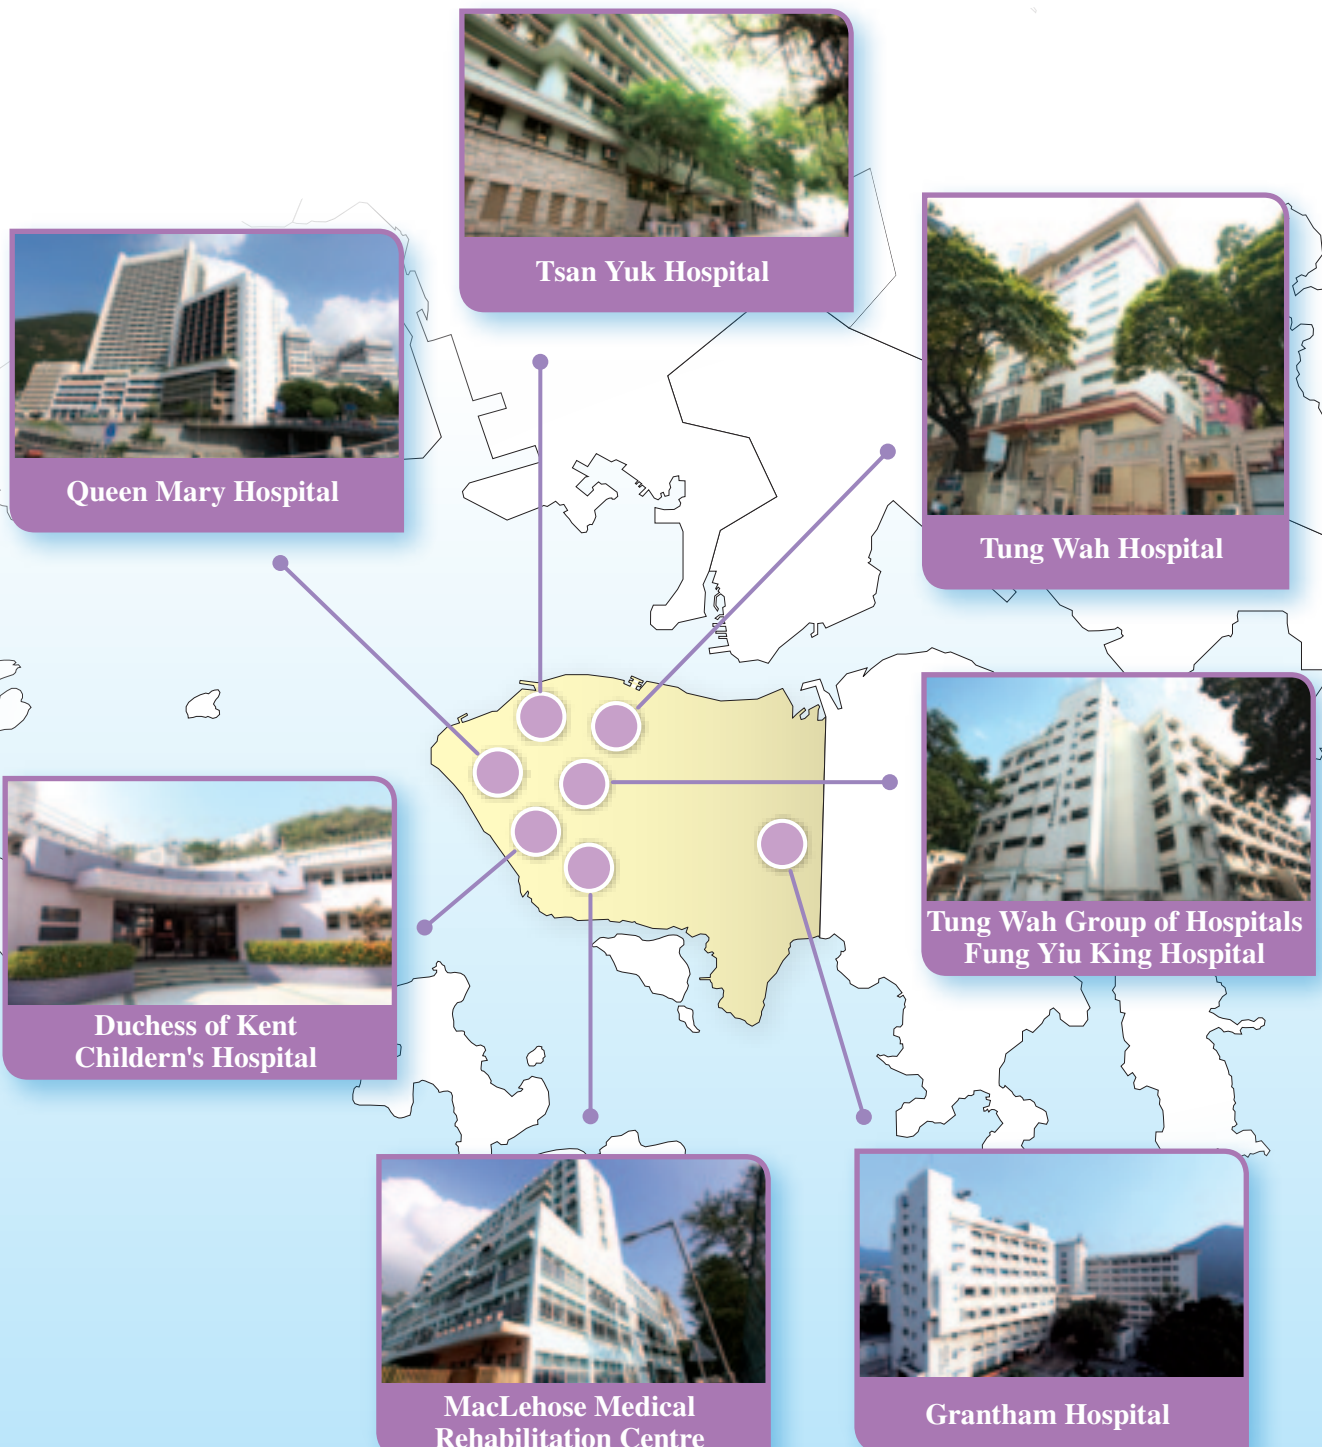 Tsan Yuk Hospital
Queen Mary Hospital
Tung Wah Hospital
Tung Wah Group of Hospitals
Fung Yiu King Hospital
Duchess of Kent
Childern's Hospital
MacLehose Medical
Rehabilitation Centre
Grantham Hospital